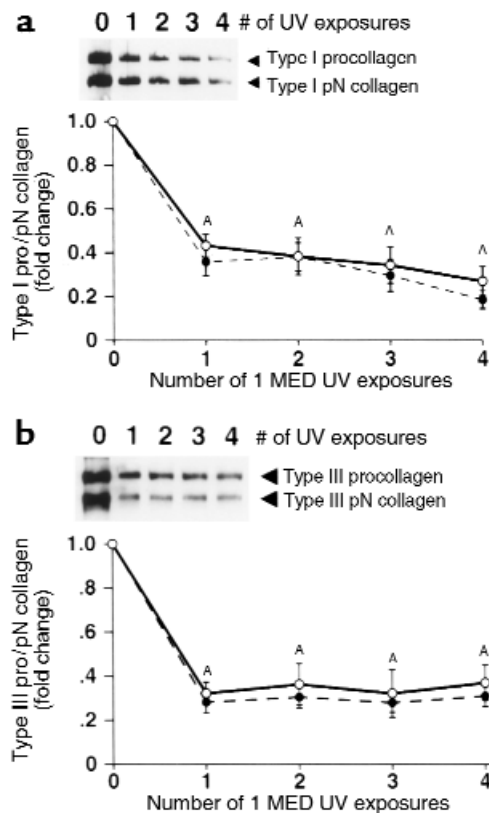 a
0 1 2 3 4 # of UV exposures
Type I procollagen
Type I pN collagen
Type I pro/pN collagen
(fold change)
1.0
0.8
0.6
0.4
0.2
0
A A A A
0 1 2 3 4
Number of 1 MED UV exposures
b
0 1 2 3 4 # of UV exposures
Type III procollagen
Type III pN collagen
Type III pro/pN collagen
(fold change)
1.0
.8
.6
.4
.2
0
A A A A
0 1 2 3 4
Number of 1 MED UV exposures